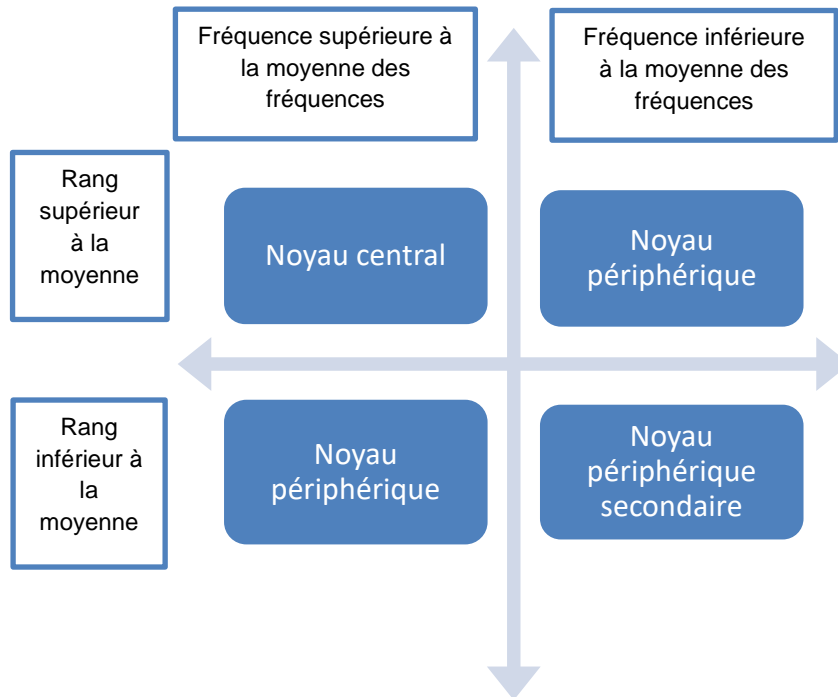 Fréquence supérieure à
la moyenne des
fréquences
Fréquence inférieure
à la moyenne des
fréquences
Rang
supérieur
à la
moyenne
Noyau central
Noyau
périphérique
Rang
inférieur à
la
moyenne
Noyau
périphérique
Noyau
périphérique
secondaire